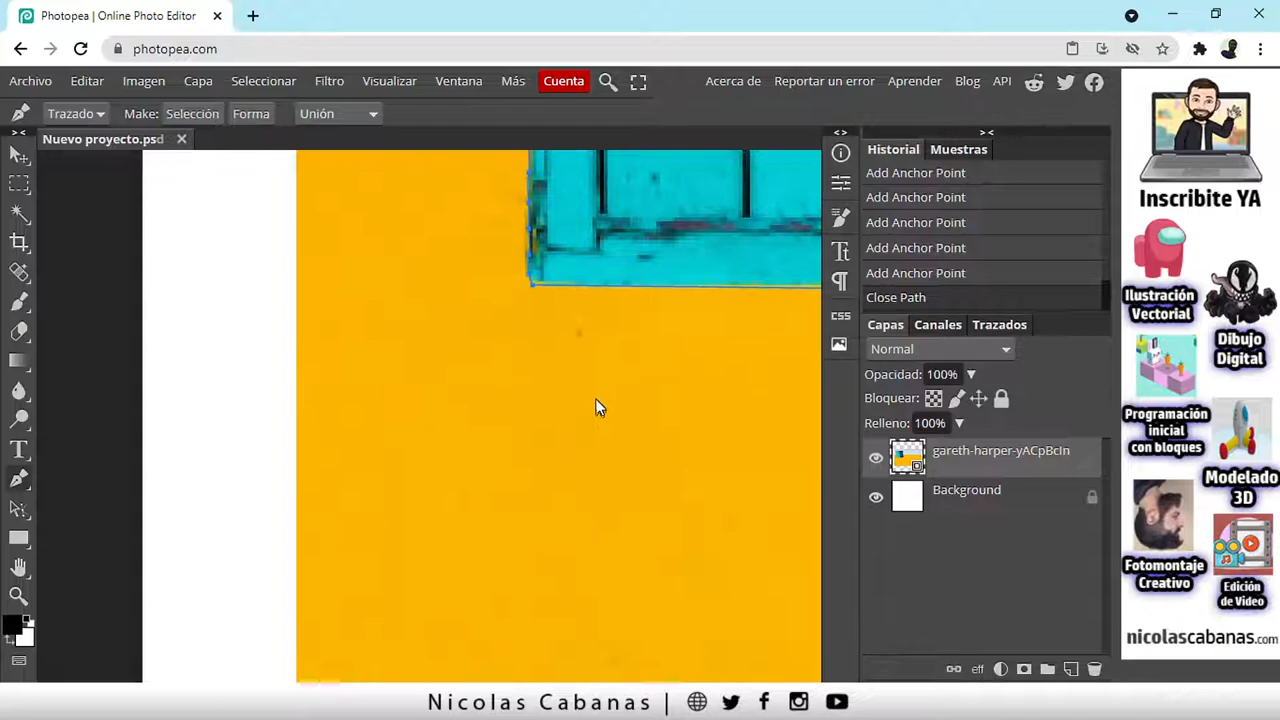 Photopea | Online Photo Editor
photopea.com
Archivo Editar Imagen Capa Seleccionar Filtro Visualizar Ventana Más Cuenta Acerca de Reportar un error Aprender Blog API
Trazado Make: Selección Forma Unión
Nuevo proyecto.psd
Historial Muestras
Add Anchor Point
Add Anchor Point
Add Anchor Point
Add Anchor Point
Add Anchor Point
Close Path
CSS
Capas Canales Trazados
Normal
Opacidad: 100%
Bloquear:
Relleno: 100%
gareth-harper-yACpBcIn
Background
eff
Inscribite YA
Ilustración
Vectorial
Dibujo
Digital
Programación
inicial
con bloques
Modelado
3D
Fotomontaje
Creativo
Edición
de Video
nicolascabanas.com
Nicolas Cabanas |